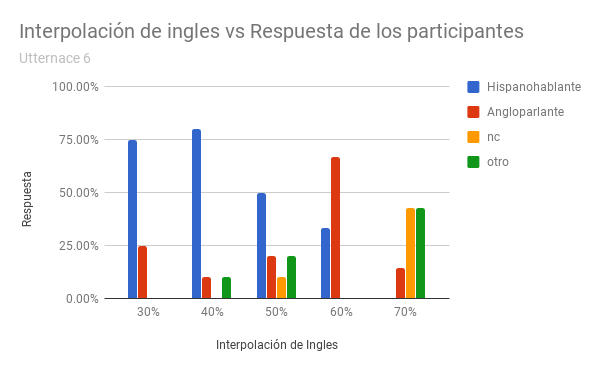 Interpolación de ingles vs Respuesta de los participantes
Utternace 6
100.00%
75.00%
50.00%
25.00%
0.00%
Respuesta
30%
40%
50%
60%
70%
Interpolación de Ingles
Hispanohablante
Angloparlante
nc
otro